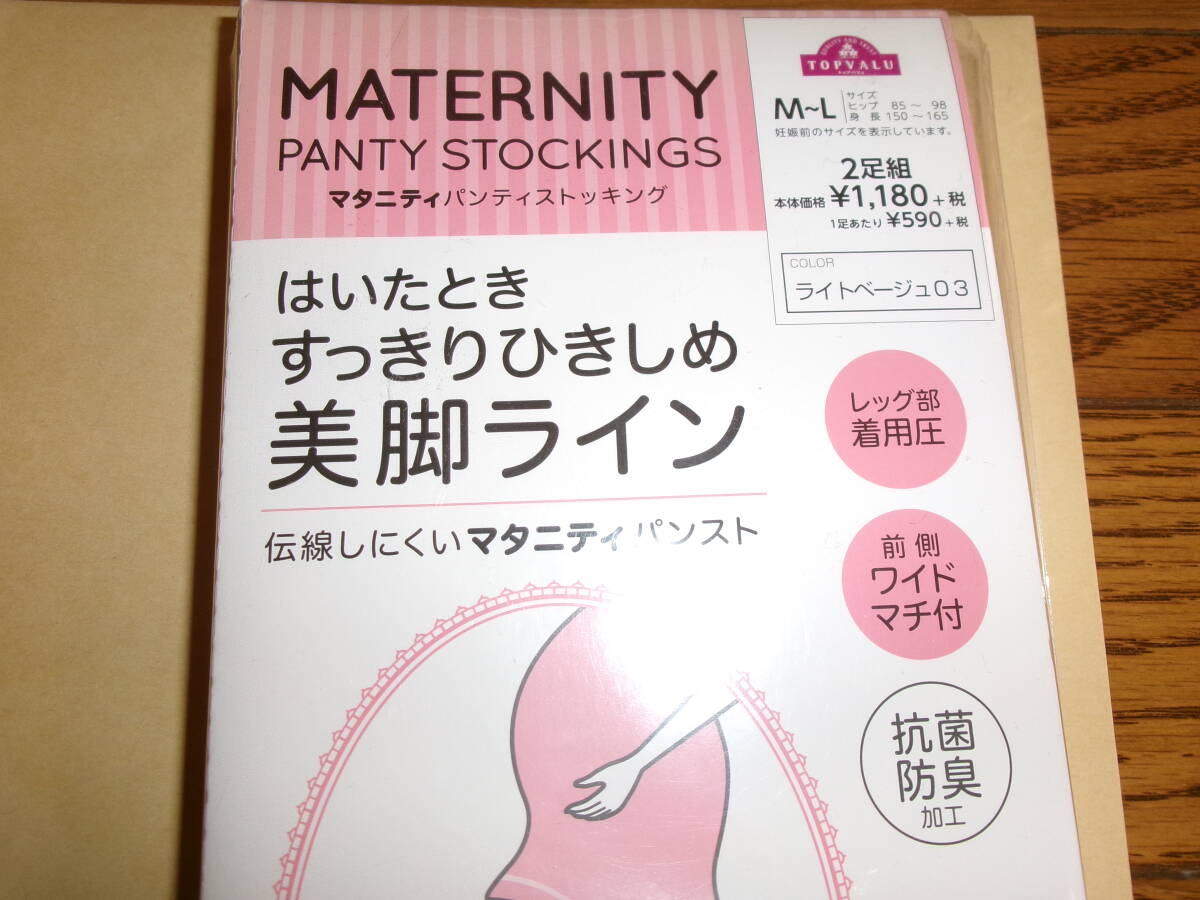 MATERNITY
PANTY STOCKINGS
マタニティパンティストッキング
QUALITY AND TRUST
TOPVALU
M~L
サイズ
ヒップ 85～98
身長 150～165
妊娠前のサイズを表示しています。
2足組
本体価格 ¥1,180+税
1足あたり ¥590+税
COLOR
ライトベージュ03
はいたとき
すっきりひきしめ
美脚ライン
伝線しにくいマタニティパンスト
レッグ部
着用圧
前側
ワイド
マチ付
抗菌
防臭
加工